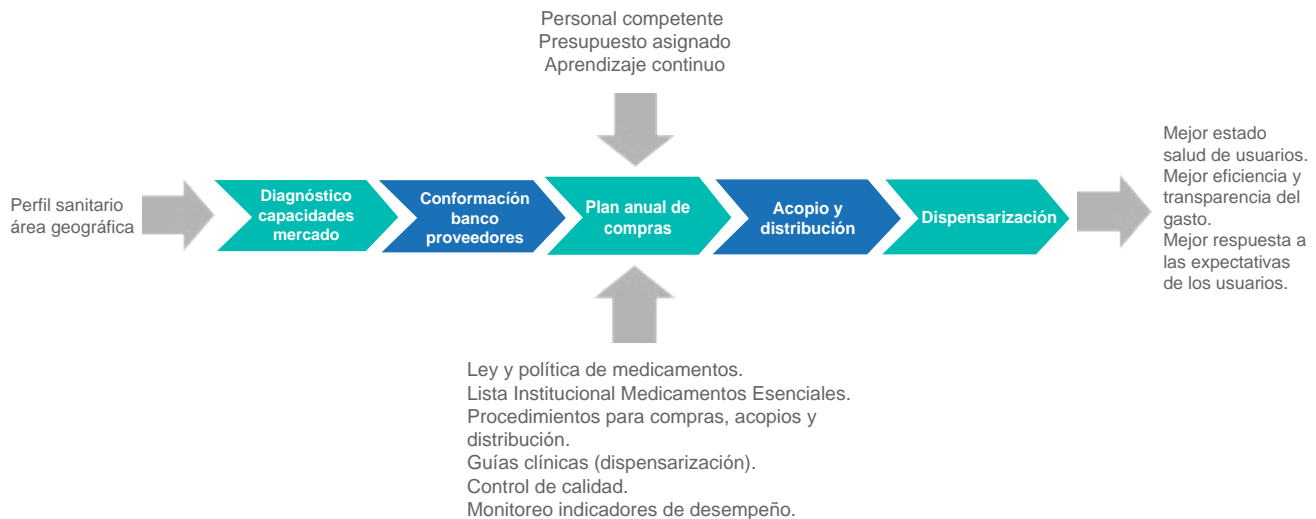 Personal competente
Presupuesto asignado
Aprendizaje continuo
Perfil sanitario
área geográfica
Diagnóstico
capacidades
mercado
Conformación
banco
proveedores
Plan anual de
compras
Acopio y
distribución
Dispensarización
Mejor estado
salud de usuarios.
Mejor eficiencia y
transparencia del
gasto.
Mejor respuesta a
las expectativas
de los usuarios.
Ley y política de medicamentos.
Lista Institucional Medicamentos Esenciales.
Procedimientos para compras, acopios y
distribución.
Guías clínicas (dispensarización).
Control de calidad.
Monitoreo indicadores de desempeño.